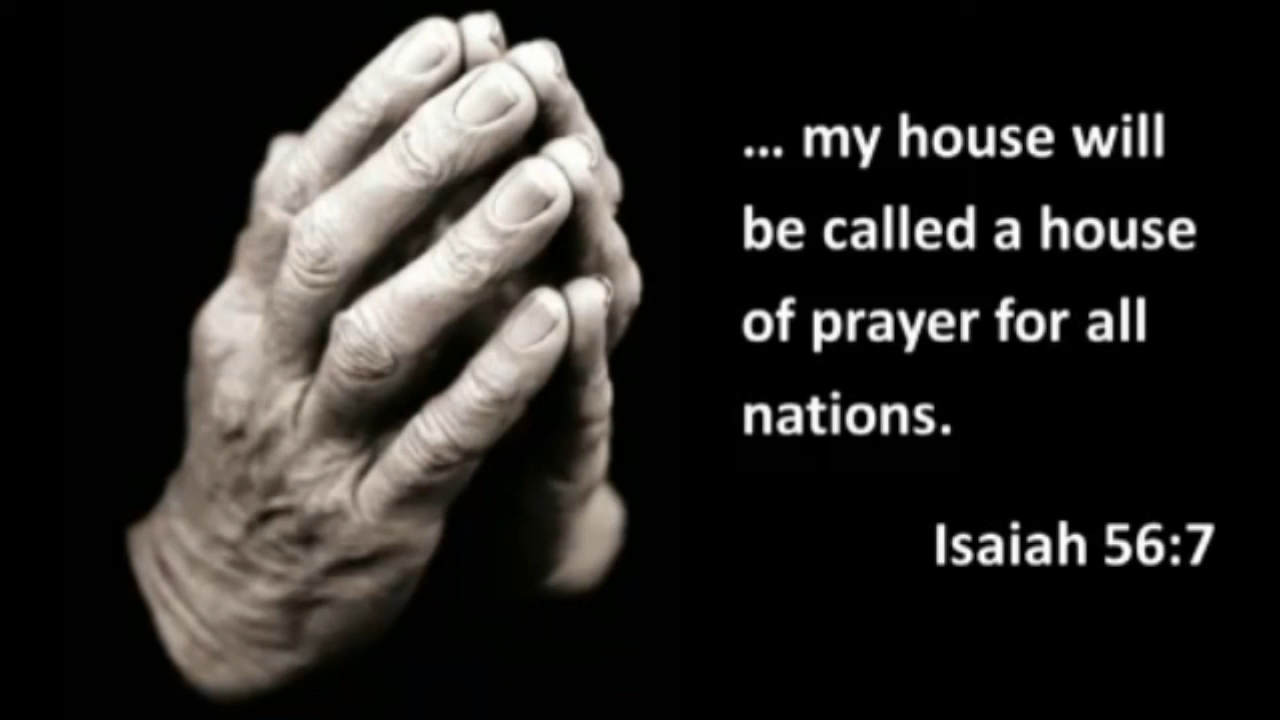 ... my house will
be called a house
of prayer for all
nations.
Isaiah 56:7